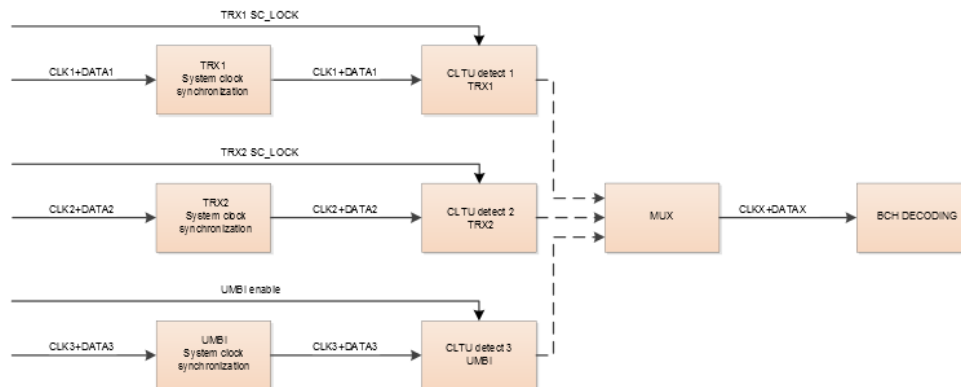 TRX1 SC_LOCK
CLK1+DATA1
TRX1
System clock
synchronization
CLK1+DATA1
CLTU detect 1
TRX1
TRX2 SC_LOCK
CLK2+DATA2
TRX2
System clock
synchronization
CLK2+DATA2
CLTU detect 2
TRX2
MUX
CLKX+DATAX
BCH DECODING
UMBI enable
CLK3+DATA3
UMBI
System clock
synchronization
CLK3+DATA3
CLTU detect 3
UMBI